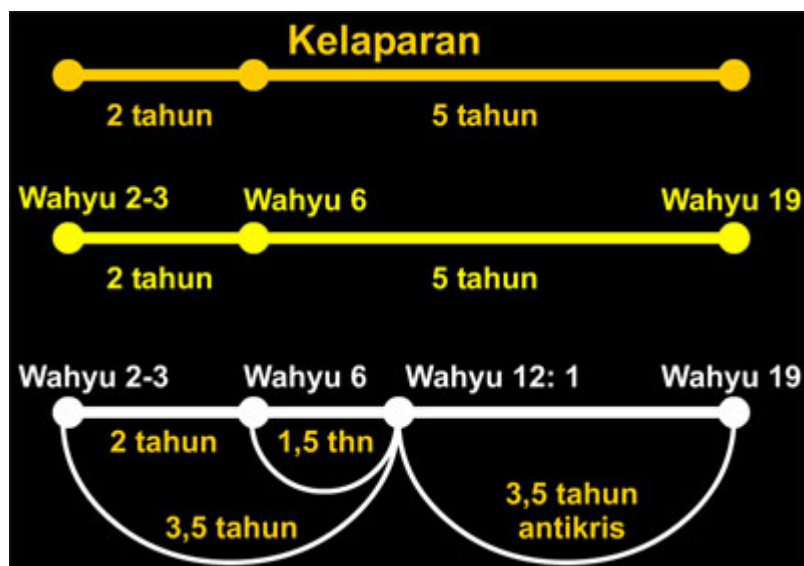 Kelaparan
2 tahun 5 tahun
Wahyu 2-3 Wahyu 6 Wahyu 19
2 tahun 5 tahun
Wahyu 2-3 Wahyu 6 Wahyu 12: 1 Wahyu 19
2 tahun 1,5 thn
3,5 tahun
3,5 tahun
antikris